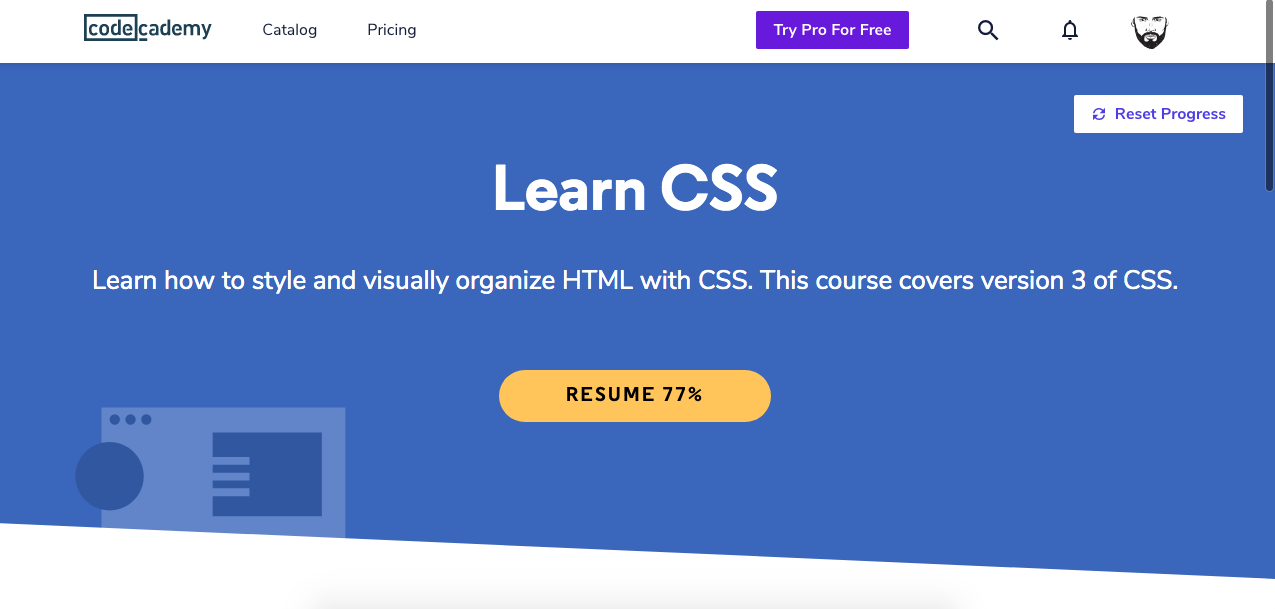 codecademy
Catalog
Pricing
Try Pro For Free
Reset Progress
Learn CSS
Learn how to style and visually organize HTML with CSS. This course covers version 3 of CSS.
RESUME 77%